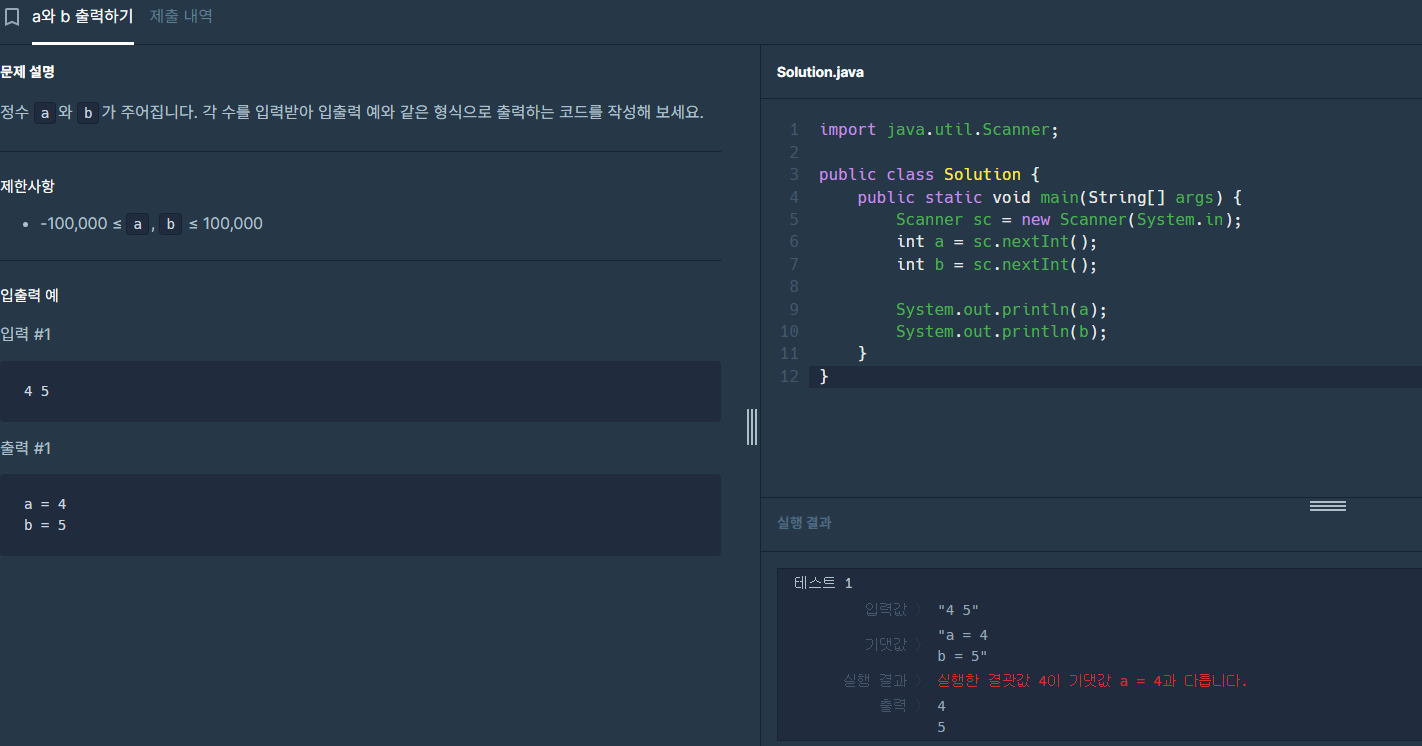 a와 b 출력하기 제출 내역
문제 설명
정수 a 와 b 가 주어집니다. 각 수를 입력받아 입출력 예와 같은 형식으로 출력하는 코드를 작성해 보세요.
제한사항
• -100,000 ≤ a , b ≤ 100,000
입출력 예
입력 #1
4 5
출력 #1
a = 4
b = 5
Solution.java
1 import java.util.Scanner;
2
3 public class Solution {
4     public static void main(String[] args) {
5         Scanner sc = new Scanner(System.in);
6         int a = sc.nextInt();
7         int b = sc.nextInt();
8
9         System.out.println(a);
10         System.out.println(b);
11     }
12 }
실행 결과
테스트 1
입력값 〉 "4 5"
기댓값 〉 "a = 4
b = 5"
실행 결과 〉 실행한 결괏값 4이 기댓값 a = 4과 다릅니다.
출력 〉 4
5